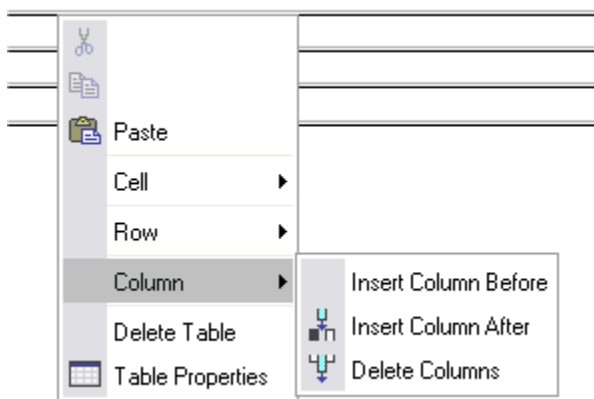 Paste
Cell
Row
Column
Insert Column Before
Insert Column After
Delete Table
Delete Columns
Table Properties